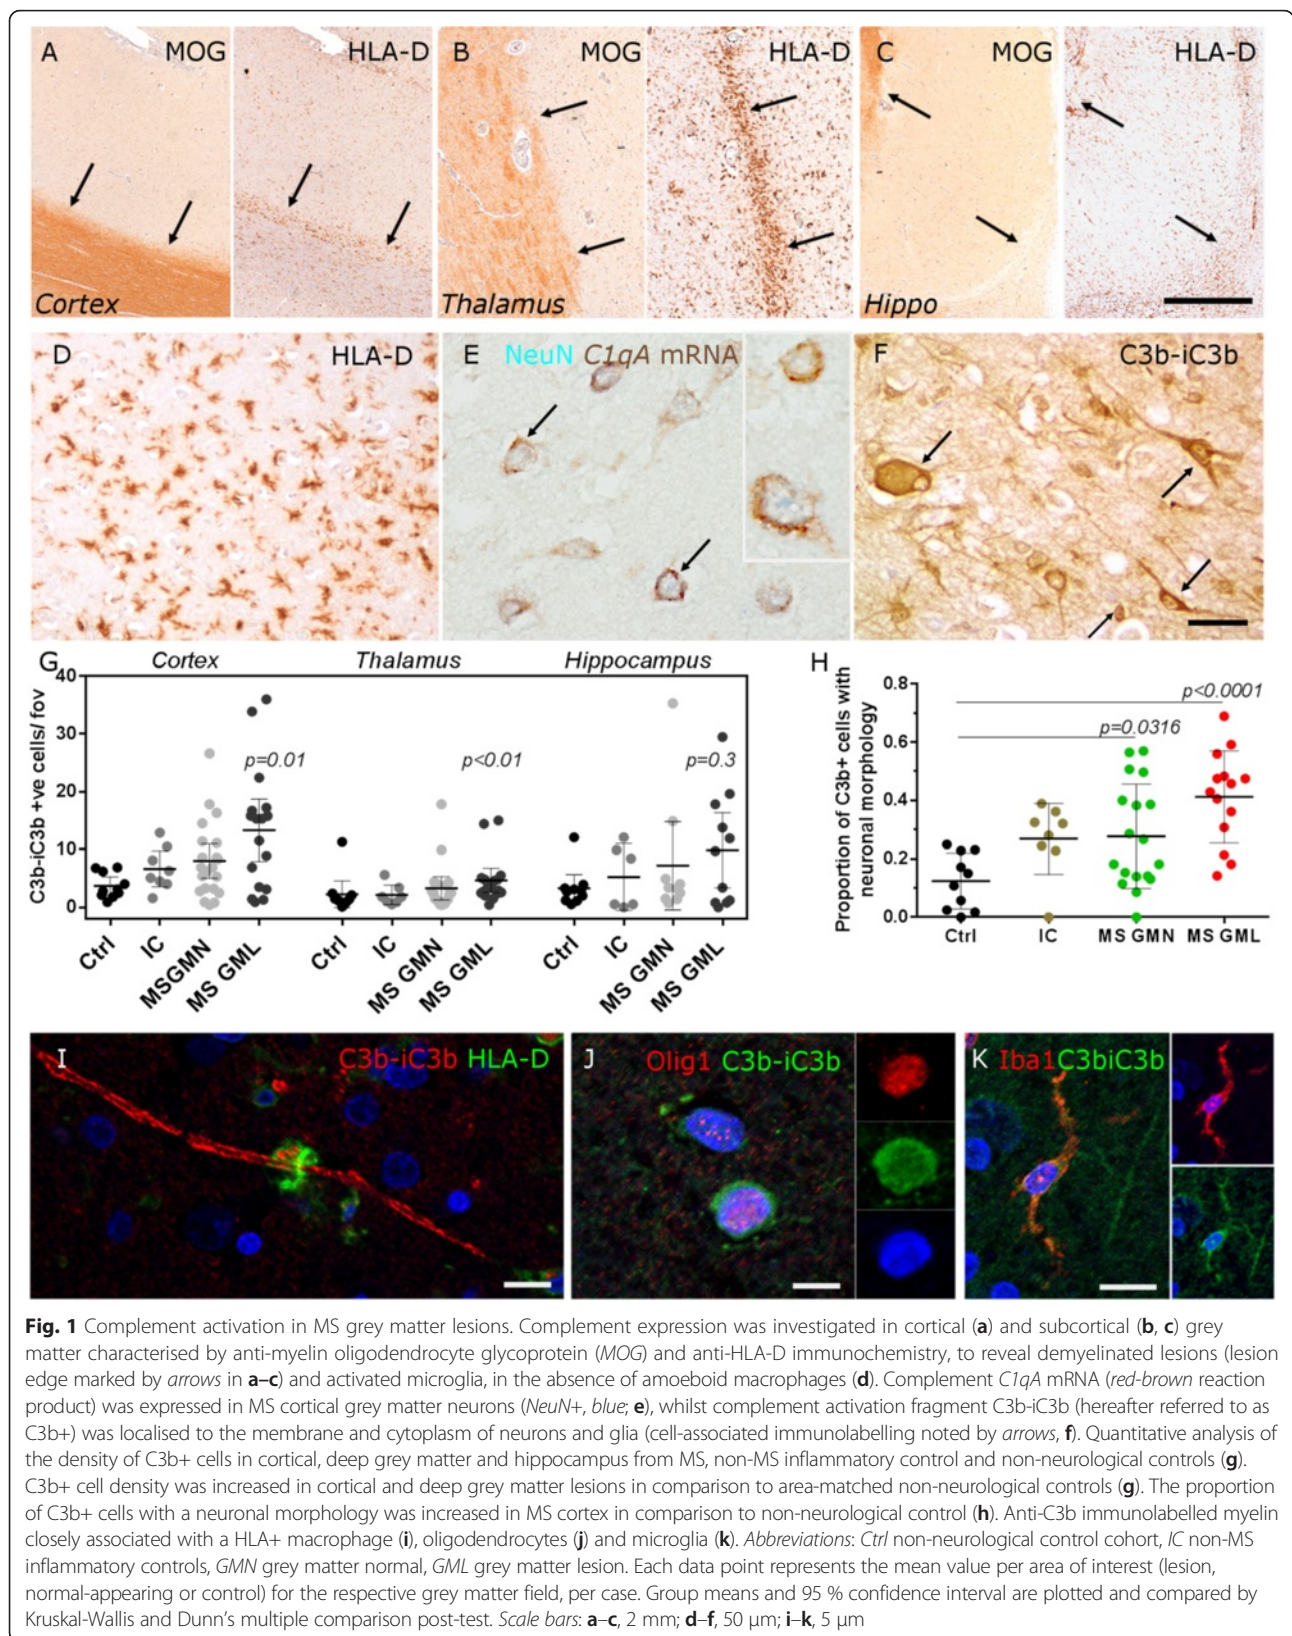 A MOG HLA-D B MOG HLA-D C MOG HLA-D
Cortex Thalamus Hippo
D HLA-D E NeuN C1qA mRNA F C3b-iC3b
G Cortex Thalamus Hippocampus
C3b-iC3b +ve cells/ fov
40
30
20
10
0
p=0.01 p<0.01 p=0.3
Ctrl IC MSGMN MS GML Ctrl IC MS GMN MS GML Ctrl IC MS GMN MS GML
H
Proportion of C3b+ cells with
neuronal morphology
0.8
0.6
0.4
0.2
0.0
p<0.0001
p=0.0316
Ctrl IC MS GMN MS GML
I C3b-iC3b HLA-D J Olig1 C3b-iC3b K Iba1C3biC3b
Fig. 1 Complement activation in MS grey matter lesions. Complement expression was investigated in cortical (a) and subcortical (b, c) grey
matter characterised by anti-myelin oligodendrocyte glycoprotein (MOG) and anti-HLA-D immunochemistry, to reveal demyelinated lesions (lesion
edge marked by arrows in a–c) and activated microglia, in the absence of amoeboid macrophages (d). Complement C1qA mRNA (red-brown reaction
product) was expressed in MS cortical grey matter neurons (NeuN+, blue; e), whilst complement activation fragment C3b-iC3b (hereafter referred to as
C3b+) was localised to the membrane and cytoplasm of neurons and glia (cell-associated immunolabelling noted by arrows, f). Quantitative analysis of
the density of C3b+ cells in cortical, deep grey matter and hippocampus from MS, non-MS inflammatory control and non-neurological controls (g).
C3b+ cell density was increased in cortical and deep grey matter lesions in comparison to area-matched non-neurological controls (g). The proportion
of C3b+ cells with a neuronal morphology was increased in MS cortex in comparison to non-neurological control (h). Anti-C3b immunolabelled myelin
closely associated with a HLA+ macrophage (i), oligodendrocytes (j) and microglia (k). Abbreviations: Ctrl non-neurological control cohort, IC non-MS
inflammatory controls, GMN grey matter normal, GML grey matter lesion. Each data point represents the mean value per area of interest (lesion,
normal-appearing or control) for the respective grey matter field, per case. Group means and 95 % confidence interval are plotted and compared by
Kruskal-Wallis and Dunn's multiple comparison post-test. Scale bars: a–c, 2 mm; d–f, 50 μm; i–k, 5 μm